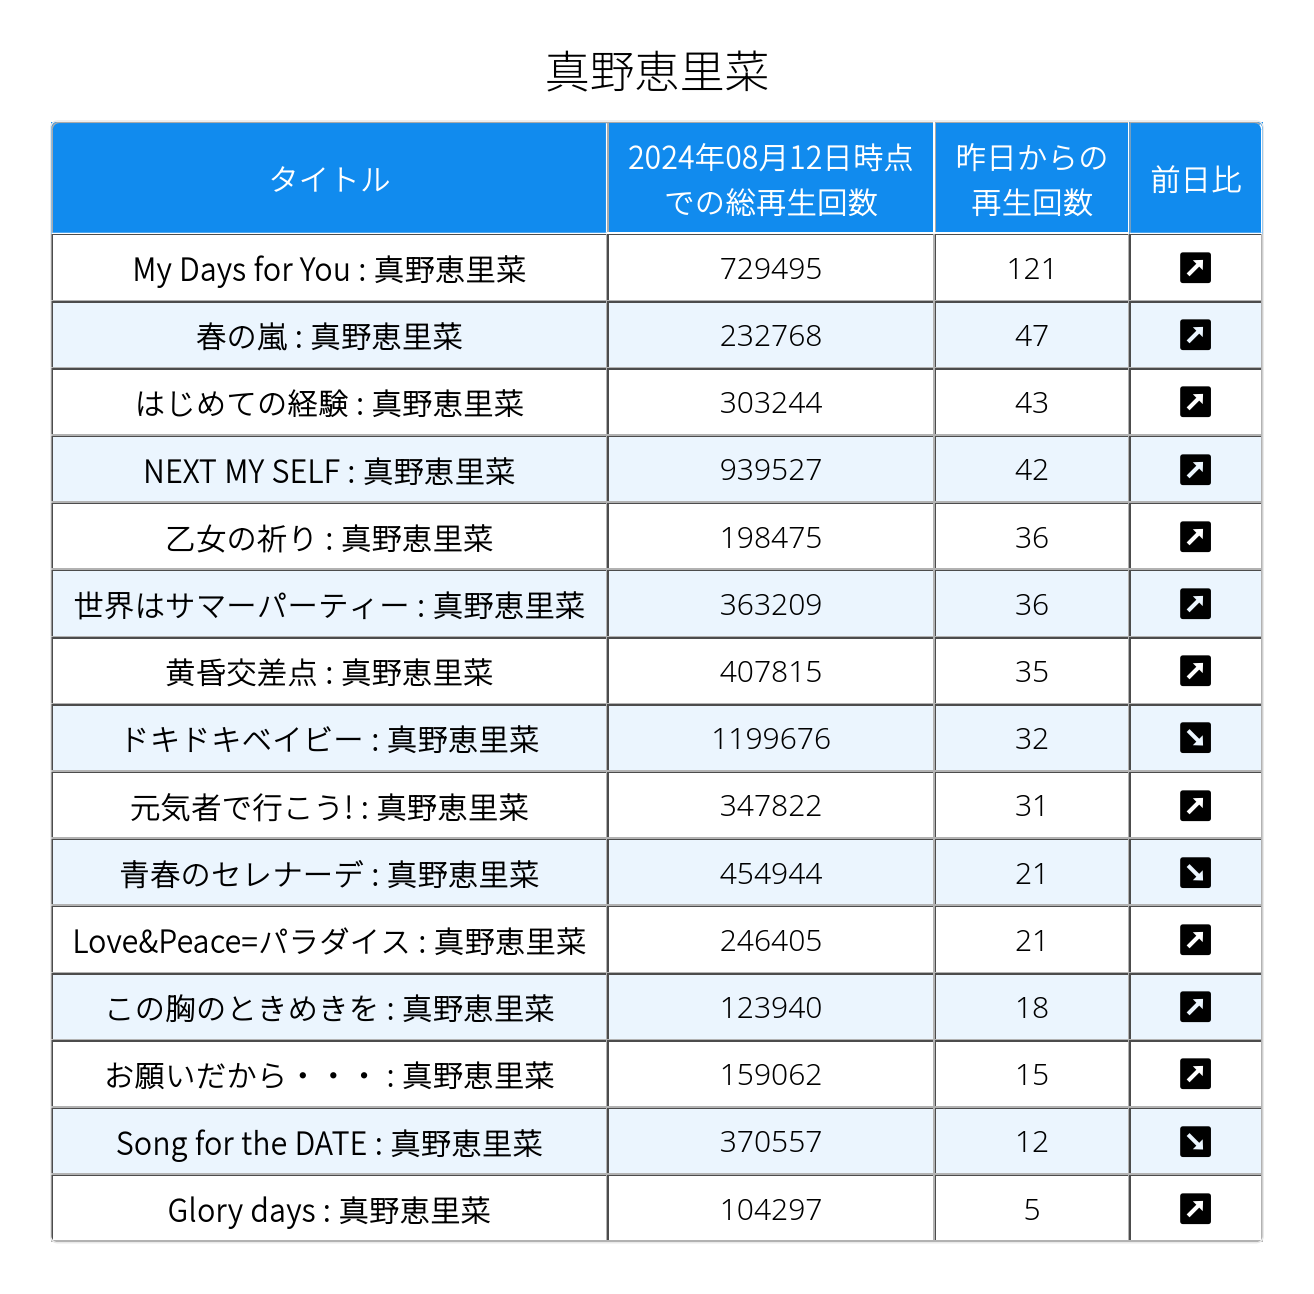 真野恵里菜
タイトル
2024年08月12日時点
での総再生回数
昨日からの
再生回数
前日比
My Days for You : 真野恵里菜 729495 121
春の嵐 : 真野恵里菜 232768 47
はじめての経験 : 真野恵里菜 303244 43
NEXT MY SELF : 真野恵里菜 939527 42
乙女の祈り : 真野恵里菜 198475 36
世界はサマーパーティー : 真野恵里菜 363209 36
黄昏交差点 : 真野恵里菜 407815 35
ドキドキベイビー : 真野恵里菜 1199676 32
元気者で行こう! : 真野恵里菜 347822 31
青春のセレナーデ : 真野恵里菜 454944 21
Love&Peace=パラダイス : 真野恵里菜 246405 21
この胸のときめきを : 真野恵里菜 123940 18
お願いだから・・・ : 真野恵里菜 159062 15
Song for the DATE : 真野恵里菜 370557 12
Glory days : 真野恵里菜 104297 5